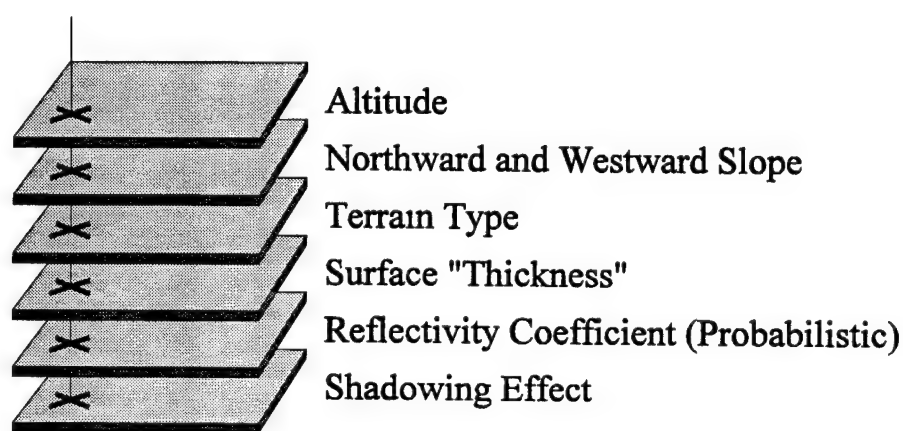 Altitude
Northward and Westward Slope
Terrain Type
Surface "Thickness"
Reflectivity Coefficient (Probabilistic)
Shadowing Effect